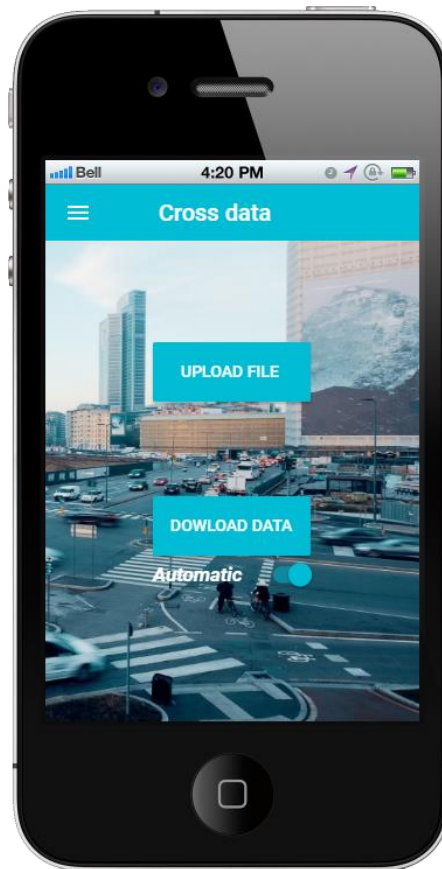 Bell
4:20 PM
Cross data
UPLOAD FILE
DOWLOAD DATA
Automatic